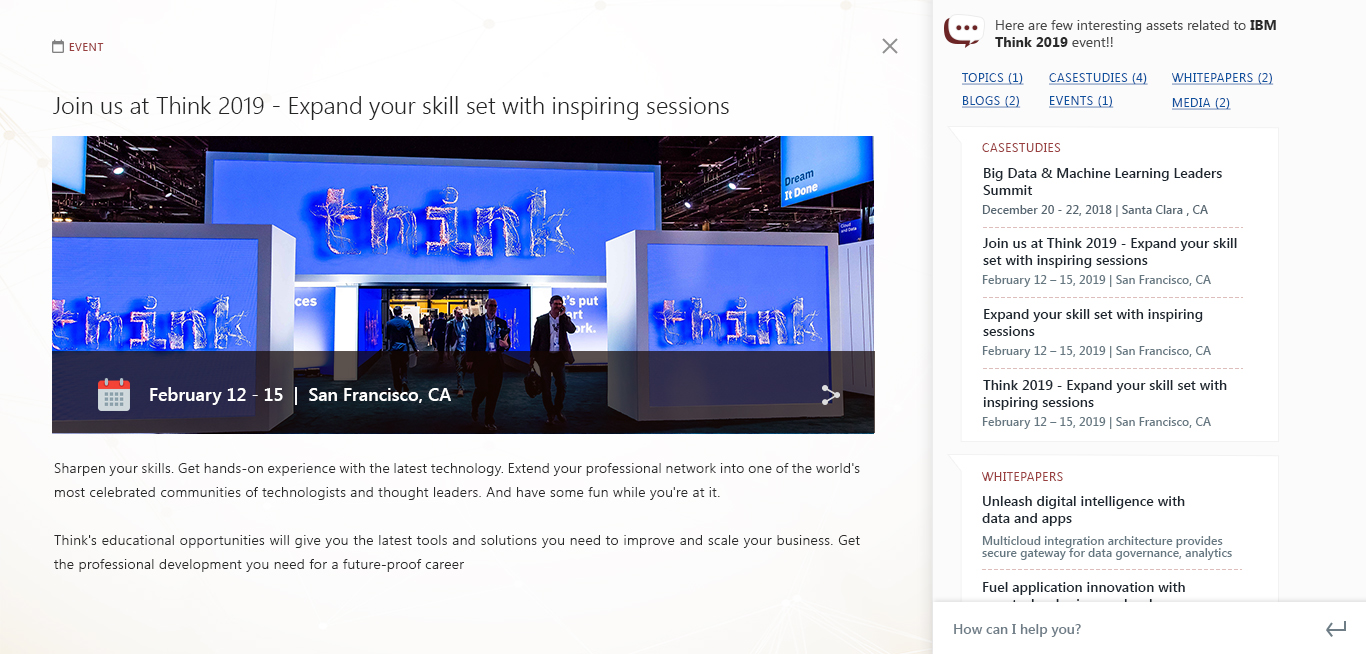 EVENT
Join us at Think 2019 - Expand your skill set with inspiring sessions
think
Dream
It Done
Cloud
and Data
think
think
February 12 - 15 | San Francisco, CA
Sharpen your skills. Get hands-on experience with the latest technology. Extend your professional network into one of the world's
most celebrated communities of technologists and thought leaders. And have some fun while you're at it.
Think's educational opportunities will give you the latest tools and solutions you need to improve and scale your business. Get
the professional development you need for a future-proof career
Here are few interesting assets related to IBM
Think 2019 event!!
TOPICS (1) CASESTUDIES (4) WHITEPAPERS (2)
BLOGS (2) EVENTS (1) MEDIA (2)
CASESTUDIES
Big Data & Machine Learning Leaders
Summit
December 20 - 22, 2018 | Santa Clara , CA
Join us at Think 2019 - Expand your skill
set with inspiring sessions
February 12 – 15, 2019 | San Francisco, CA
Expand your skill set with inspiring
sessions
February 12 – 15, 2019 | San Francisco, CA
Think 2019 - Expand your skill set with
inspiring sessions
February 12 – 15, 2019 | San Francisco, CA
WHITEPAPERS
Unleash digital intelligence with
data and apps
Multicloud integration architecture provides
secure gateway for data governance, analytics
Fuel application innovation with
How can I help you?